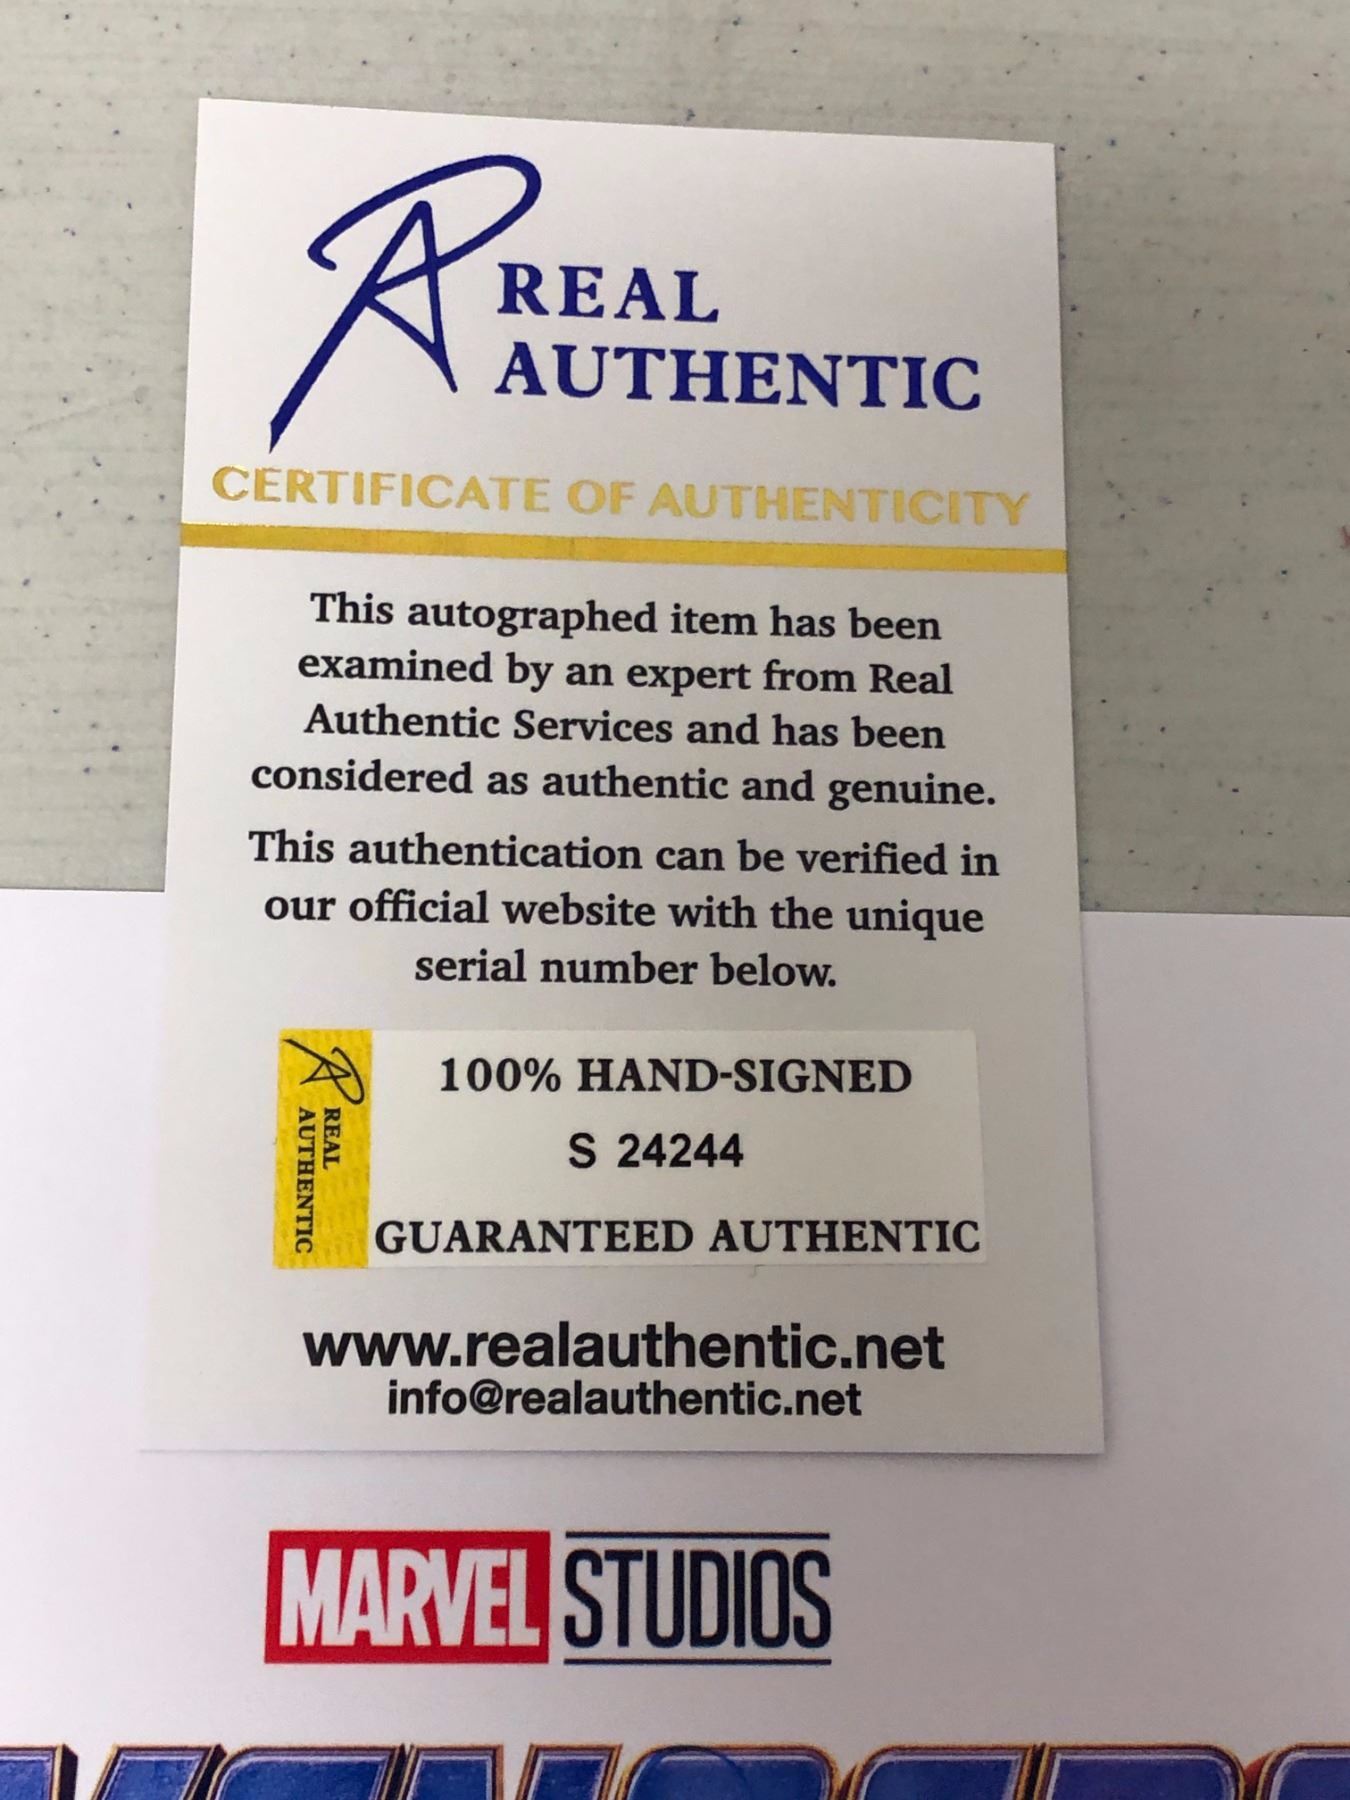 REAL
AUTHENTIC
CERTIFICATE OF AUTHENTICITY
This autographed item has been
examined by an expert from Real
Authentic Services and has been
considered as authentic and genuine.
This authentication can be verified in
our official website with the unique
serial number below.
REAL
AUTHENTIC
100% HAND-SIGNED
S 24244
GUARANTEED AUTHENTIC
www.realauthentic.net
info@realauthentic.net
MARVEL STUDIOS